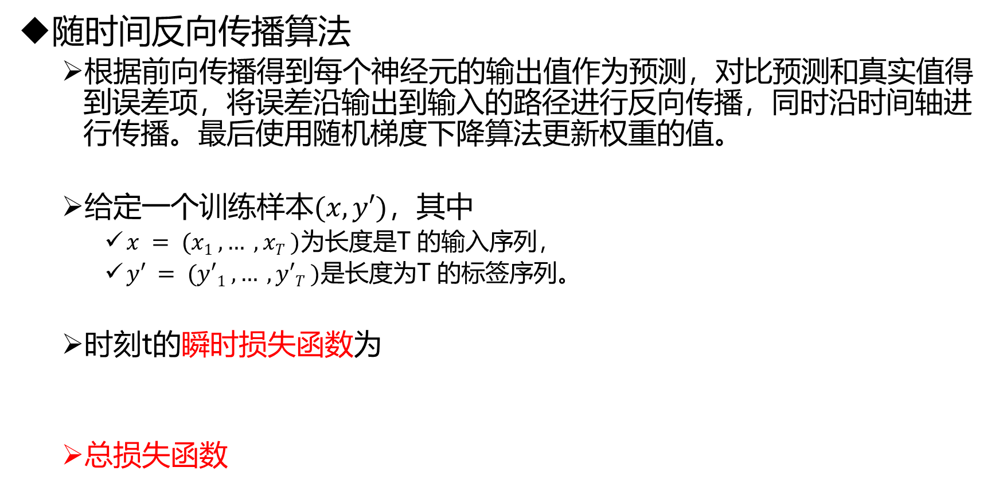 ◆随时间反向传播算法
➢根据前向传播得到每个神经元的输出值作为预测，对比预测和真实值得
到误差项，将误差沿输出到输入的路径进行反向传播，同时沿时间轴进
行传播。最后使用随机梯度下降算法更新权重的值。
➢给定一个训练样本(x, y′)，其中
✓x = (x₁ , … , x_T )为长度是T 的输入序列，
✓y′ = (y′₁ , … , y′_T )是长度为T 的标签序列。
➢时刻t的瞬时损失函数为
➢总损失函数